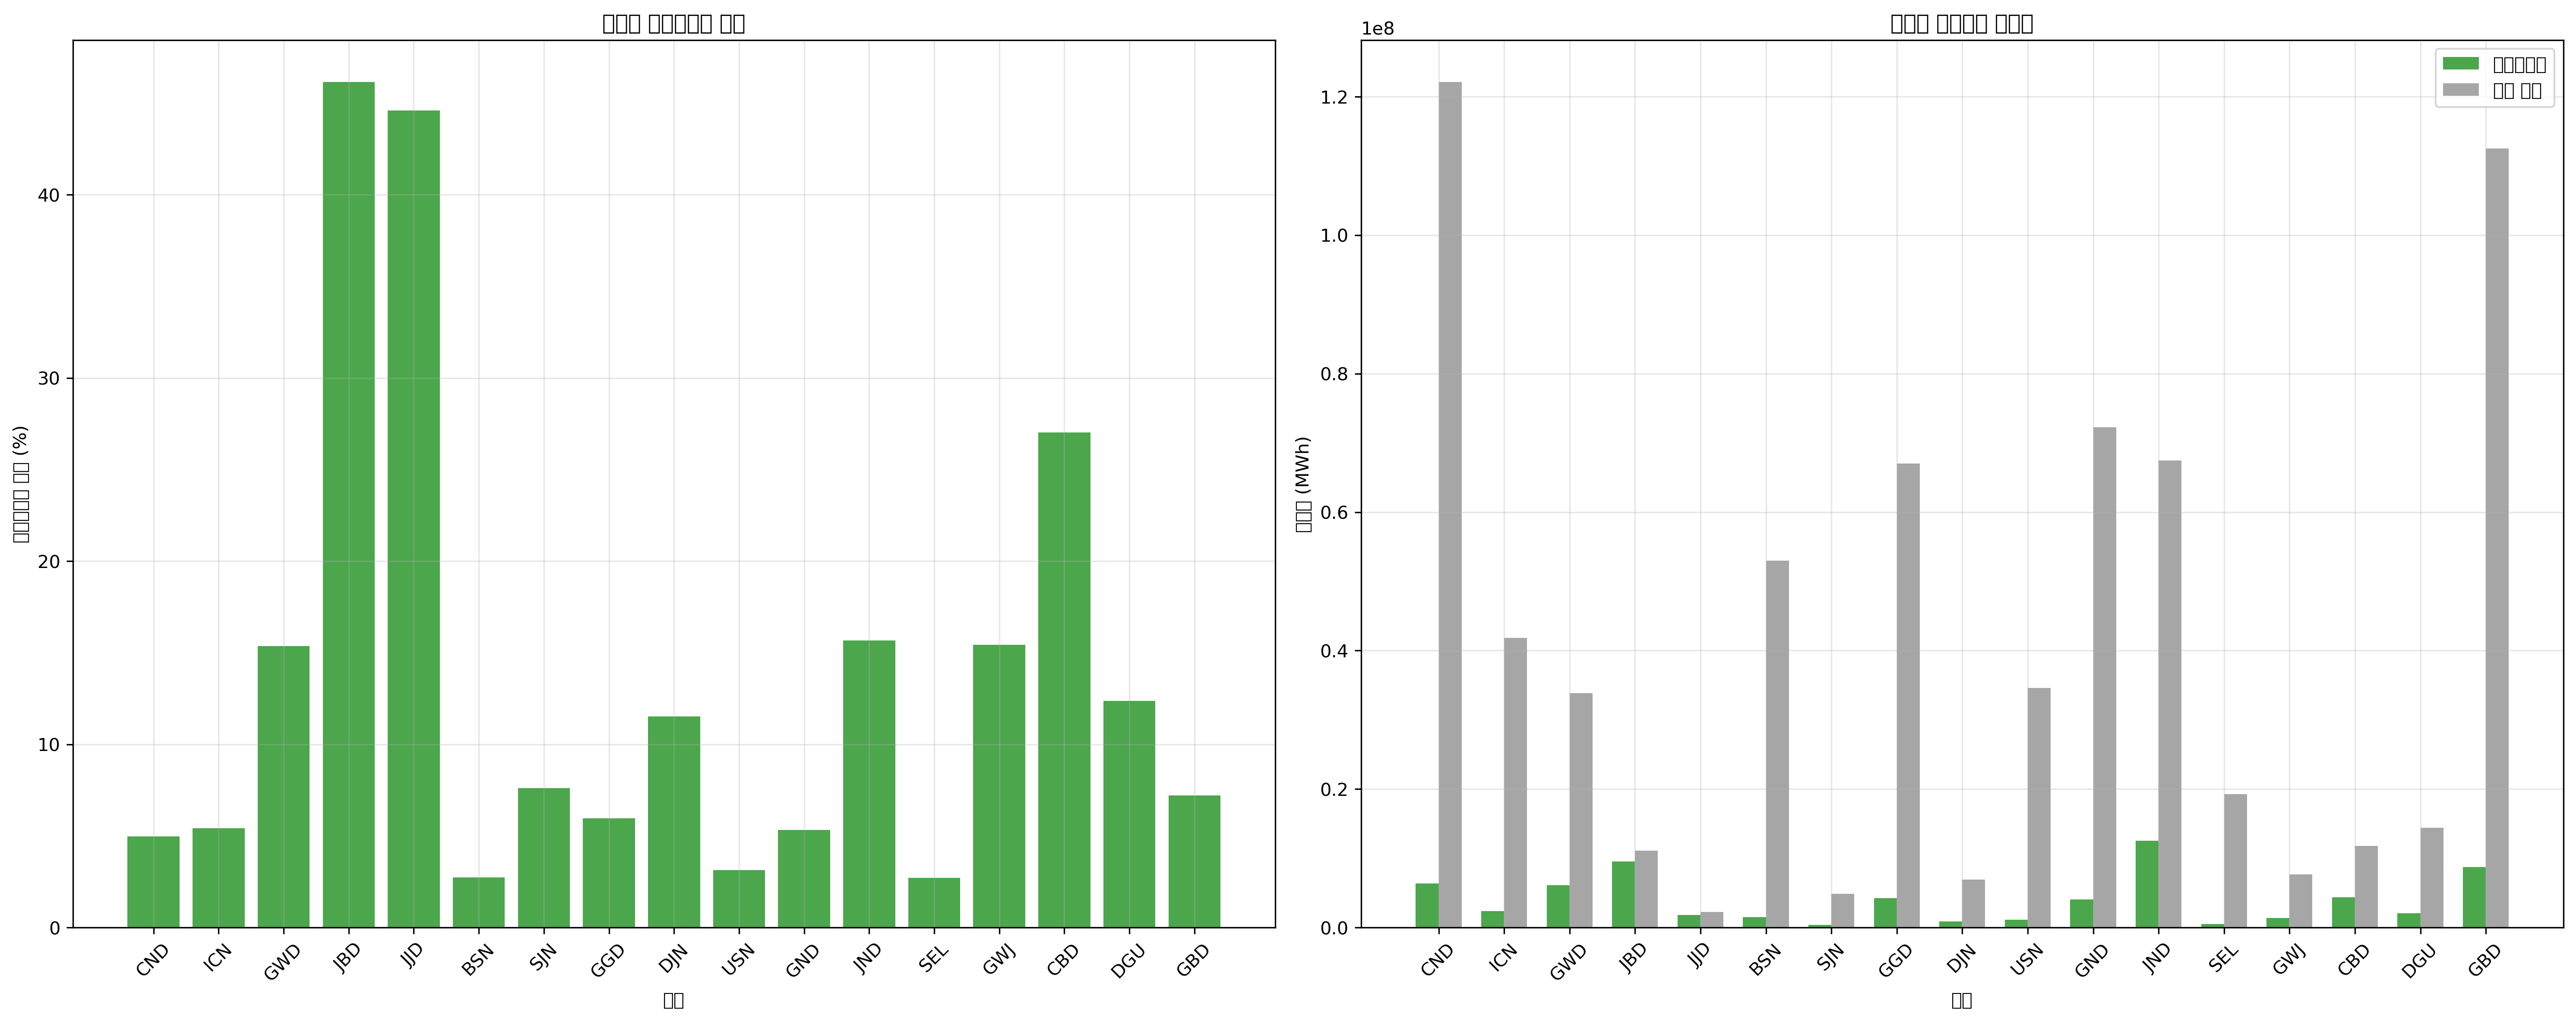 40
30
20
10
0
(%)
CND
ICN
GWD
JBD
JJD
BSN
SJN
GGD
DJN
USN
GND
JND
SEL
GWJ
CBD
DGU
GBD
1e8
1.2
1.0
0.8
0.6
0.4
0.2
0.0
(MWh)
CND
ICN
GWD
JBD
JJD
BSN
SJN
GGD
DJN
USN
GND
JND
SEL
GWJ
CBD
DGU
GBD